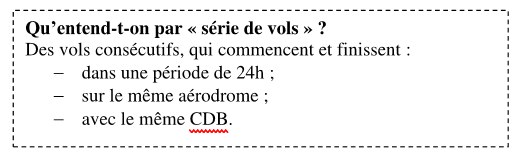 Qu’entend-t-on par « série de vols » ?
Des vols consécutifs, qui commencent et finissent :
– dans une période de 24h ;
– sur le même aérodrome ;
– avec le même CDB.